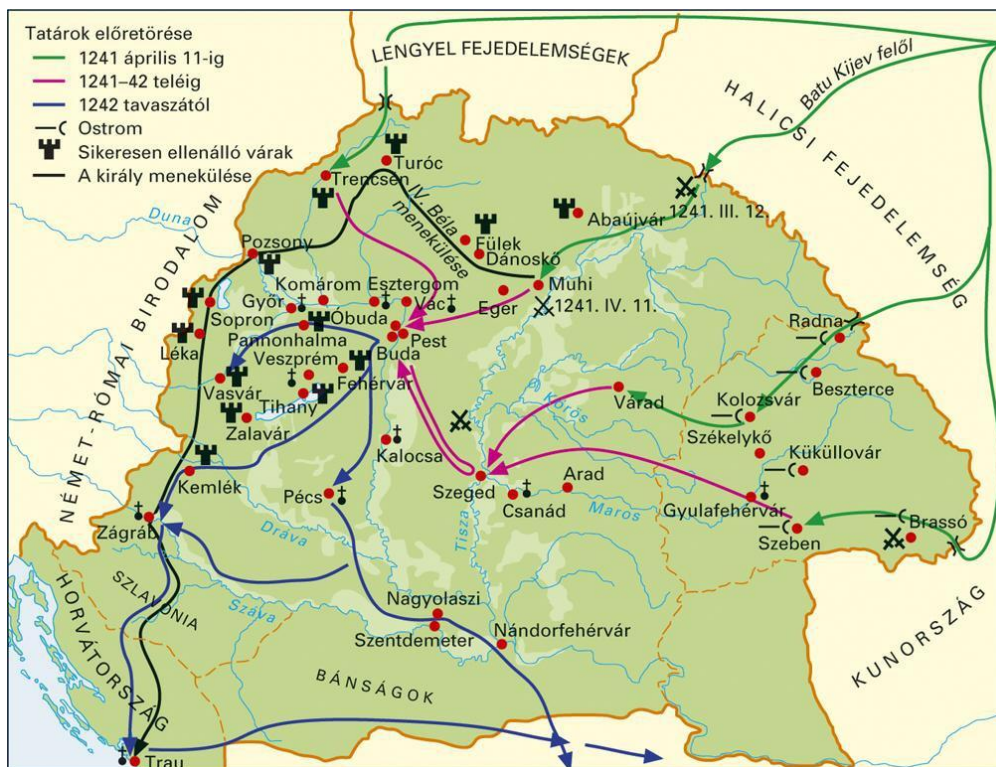 Tatárok előretörése
1241 április 11-ig
1241–42 teléig
1242 tavaszától
Ostrom
Sikeresen ellenálló várak
A király menekülése
LENGYEL FEJEDELEMSÉGEK
Batu Kijev felől
HALICSI FEJEDELEMSÉG
NÉMET-RÓMAI BIRODALOM
Duna
Turóc
Trencsén
IV. Béla
menekülése
Abaújvár
1241. III. 12.
Fülek
Dánoskő
Pozsony
Muhi
1241. IV. 11.
Eger
Komárom
Esztergom
Vác
Győr
Sopron
Óbuda
Pannonhalma
Pest
Buda
Léka
Veszprém
Fehérvár
Vasvár
Tihany
Zalavár
Radna
Beszterce
Kolozsvár
Várad
Körös
Székelykő
Küküllővár
Kalocsa
Kemlék
Pécs
Szeged
Csanád
Arad
Maros
Gyulafehérvár
Szeben
Brassó
Zágráb
Dráva
Tisza
HORVÁTORSZÁG
SZLAVÓNIA
Száva
Nagyolaszi
Szentdemeter
Nándorfehérvár
BÁNSÁGOK
KUNORSZÁG
Trau